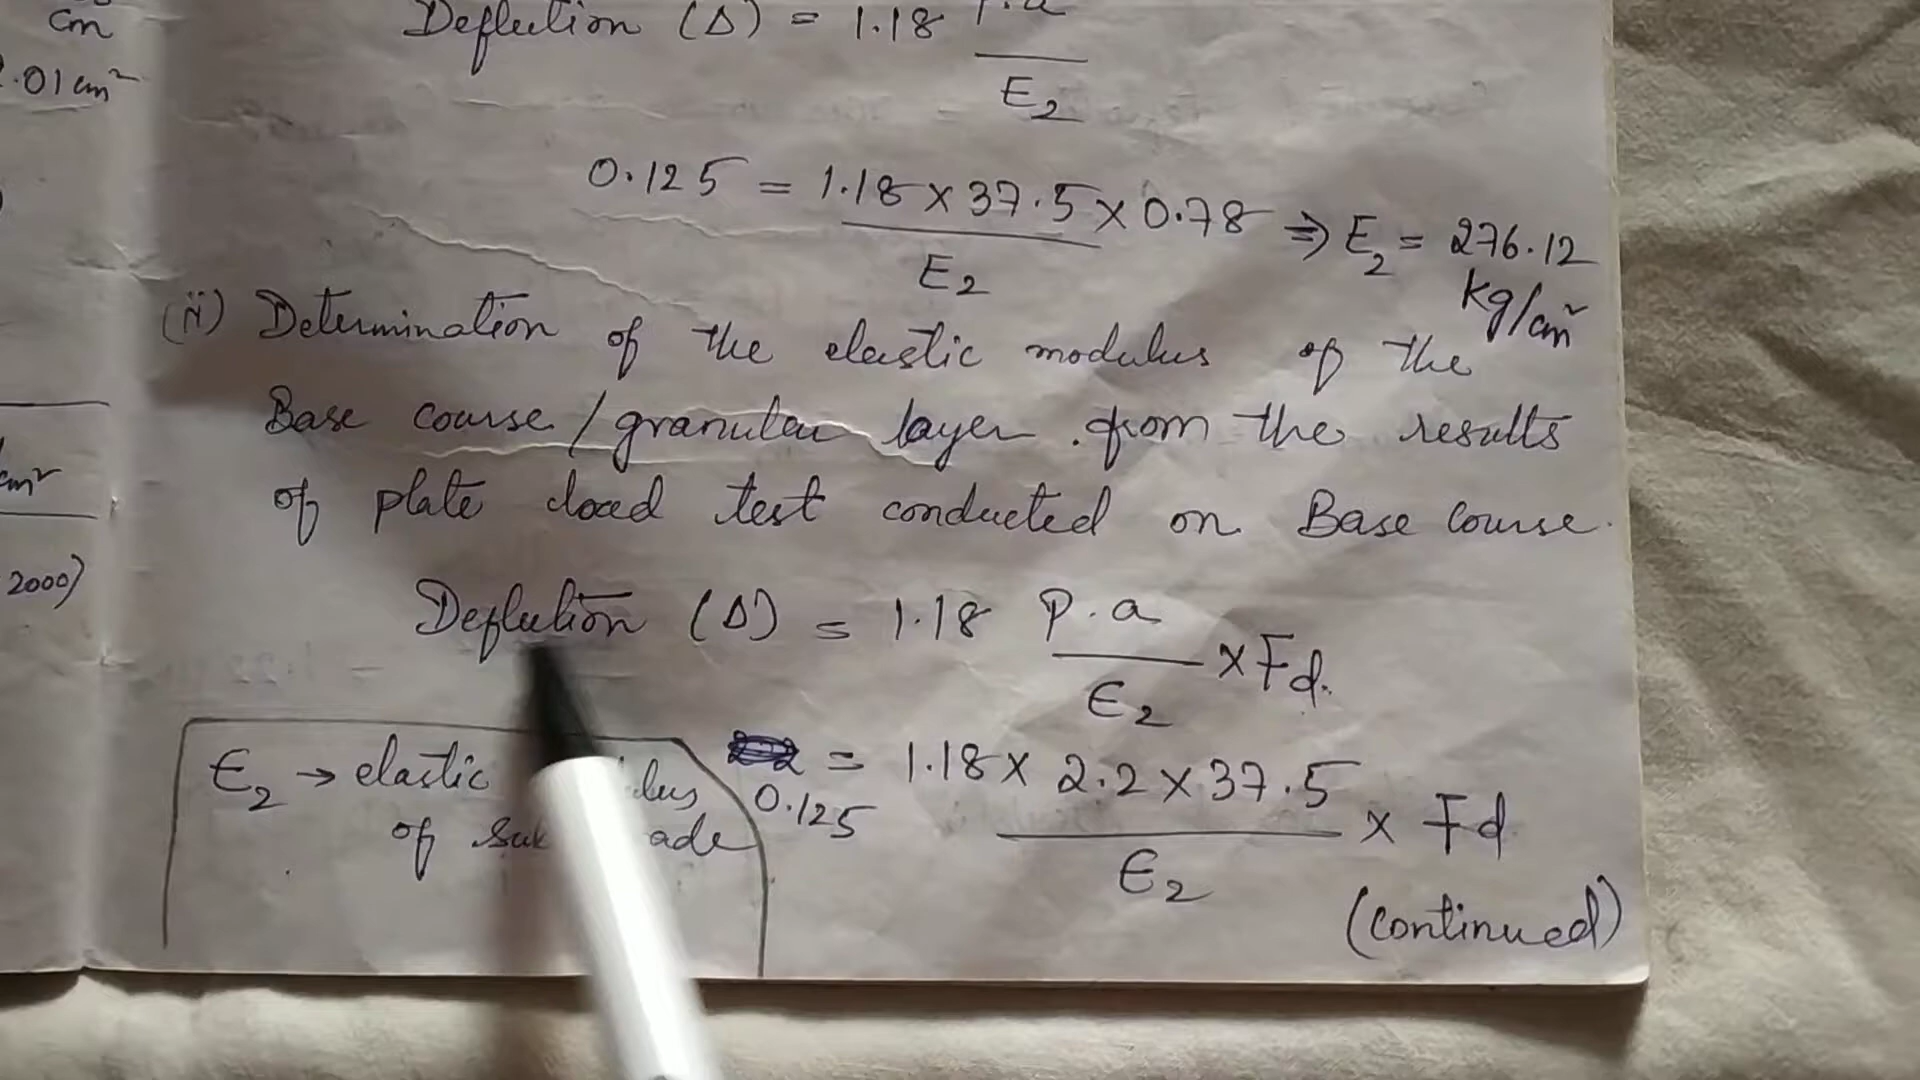 cm
.01 cm²
cm²
2000)
Deflection (Δ) = 1.18 p.a
E₂
0.125 = 1.18 × 37.5 × 0.78 ⇒ E₂ = 276.12
E₂
kg/cm²
(ii) Determination of the elastic modulus of the
Base course / granular layer from the results
of plate load test conducted on Base Course.
Deflection (Δ) = 1.18 p.a × Fd.
E₂
0.125 = 1.18 × 2.2 × 37.5 × Fd
E₂
E₂ → elastic
of
(continued)